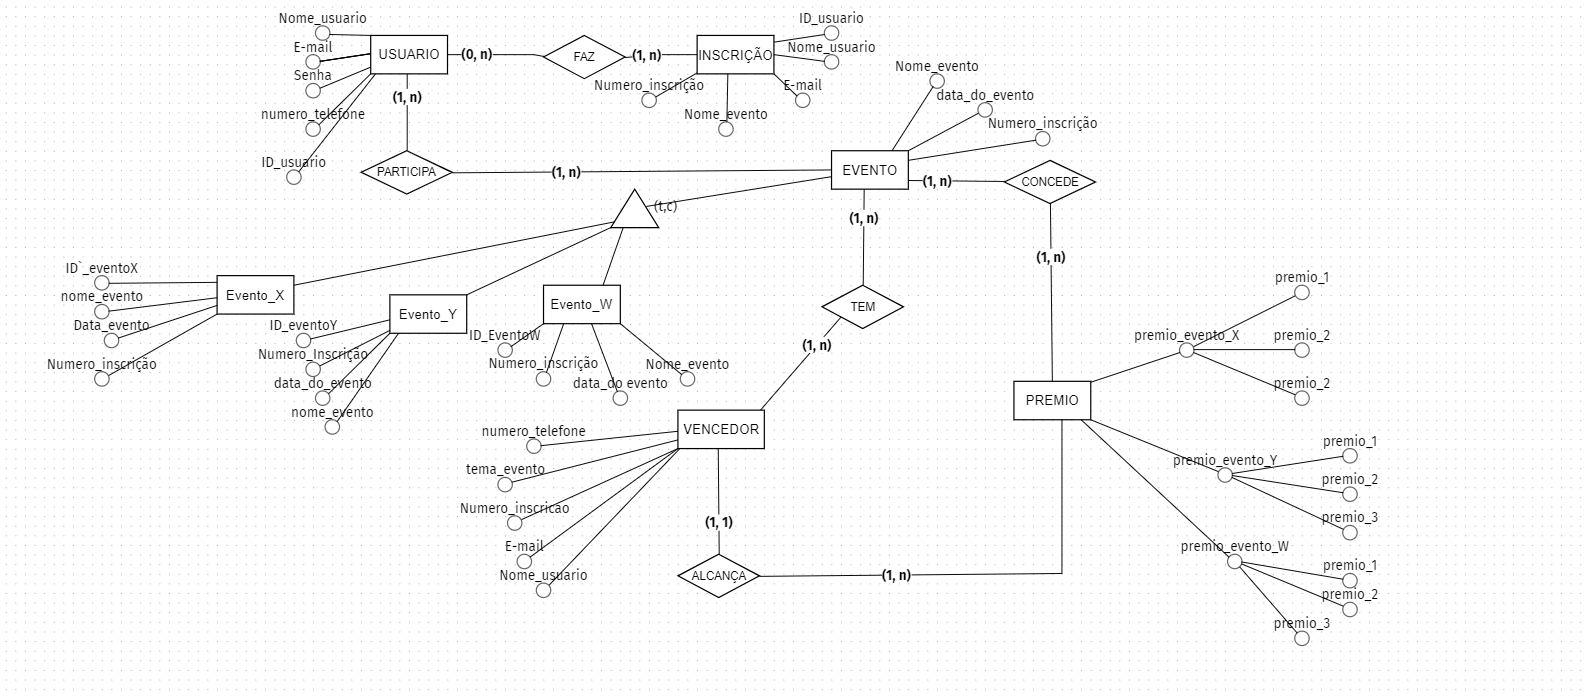 Nome_usuario
E-mail
Senha
numero_telefone
ID_usuario
USUARIO
(0, n)
FAZ
(1, n)
INSCRIÇÃO
ID_usuario
Nome_usuario
E-mail
Numero_inscrição
Nome_evento
(1, n)
PARTICIPA
(1, n)
EVENTO
Nome_evento
data_do_evento
Numero_inscrição
(1, n)
CONCEDE
(1, n)
(t,c)
(1, n)
TEM
(1, n)
ID`_eventoX
nome_evento
Data_evento
Numero_inscrição
Evento_X
ID_eventoY
Numero_Inscrição
data_do_evento
nome_evento
Evento_Y
Evento_W
ID_EventoW
Numero_inscrição
data_do evento
Nome_evento
VENCEDOR
numero_telefone
tema_evento
Numero_inscricao
E-mail
Nome_usuario
(1, 1)
ALCANÇA
(1, n)
PREMIO
premio_evento_X
premio_1
premio_2
premio_2
premio_evento_Y
premio_1
premio_2
premio_3
premio_evento_W
premio_1
premio_2
premio_3